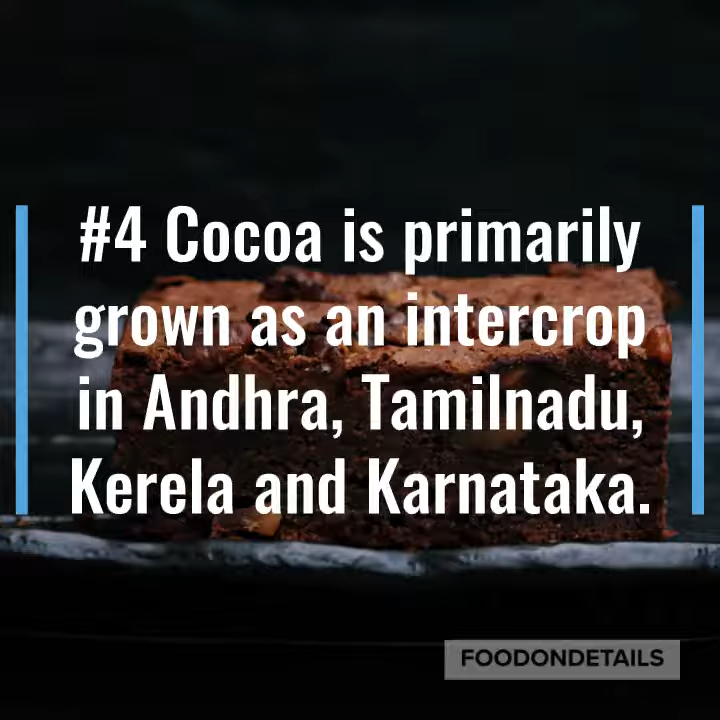 #4 Cocoa is primarily
grown as an intercrop
in Andhra, Tamilnadu,
Kerela and Karnataka.
FOODONDETAILS